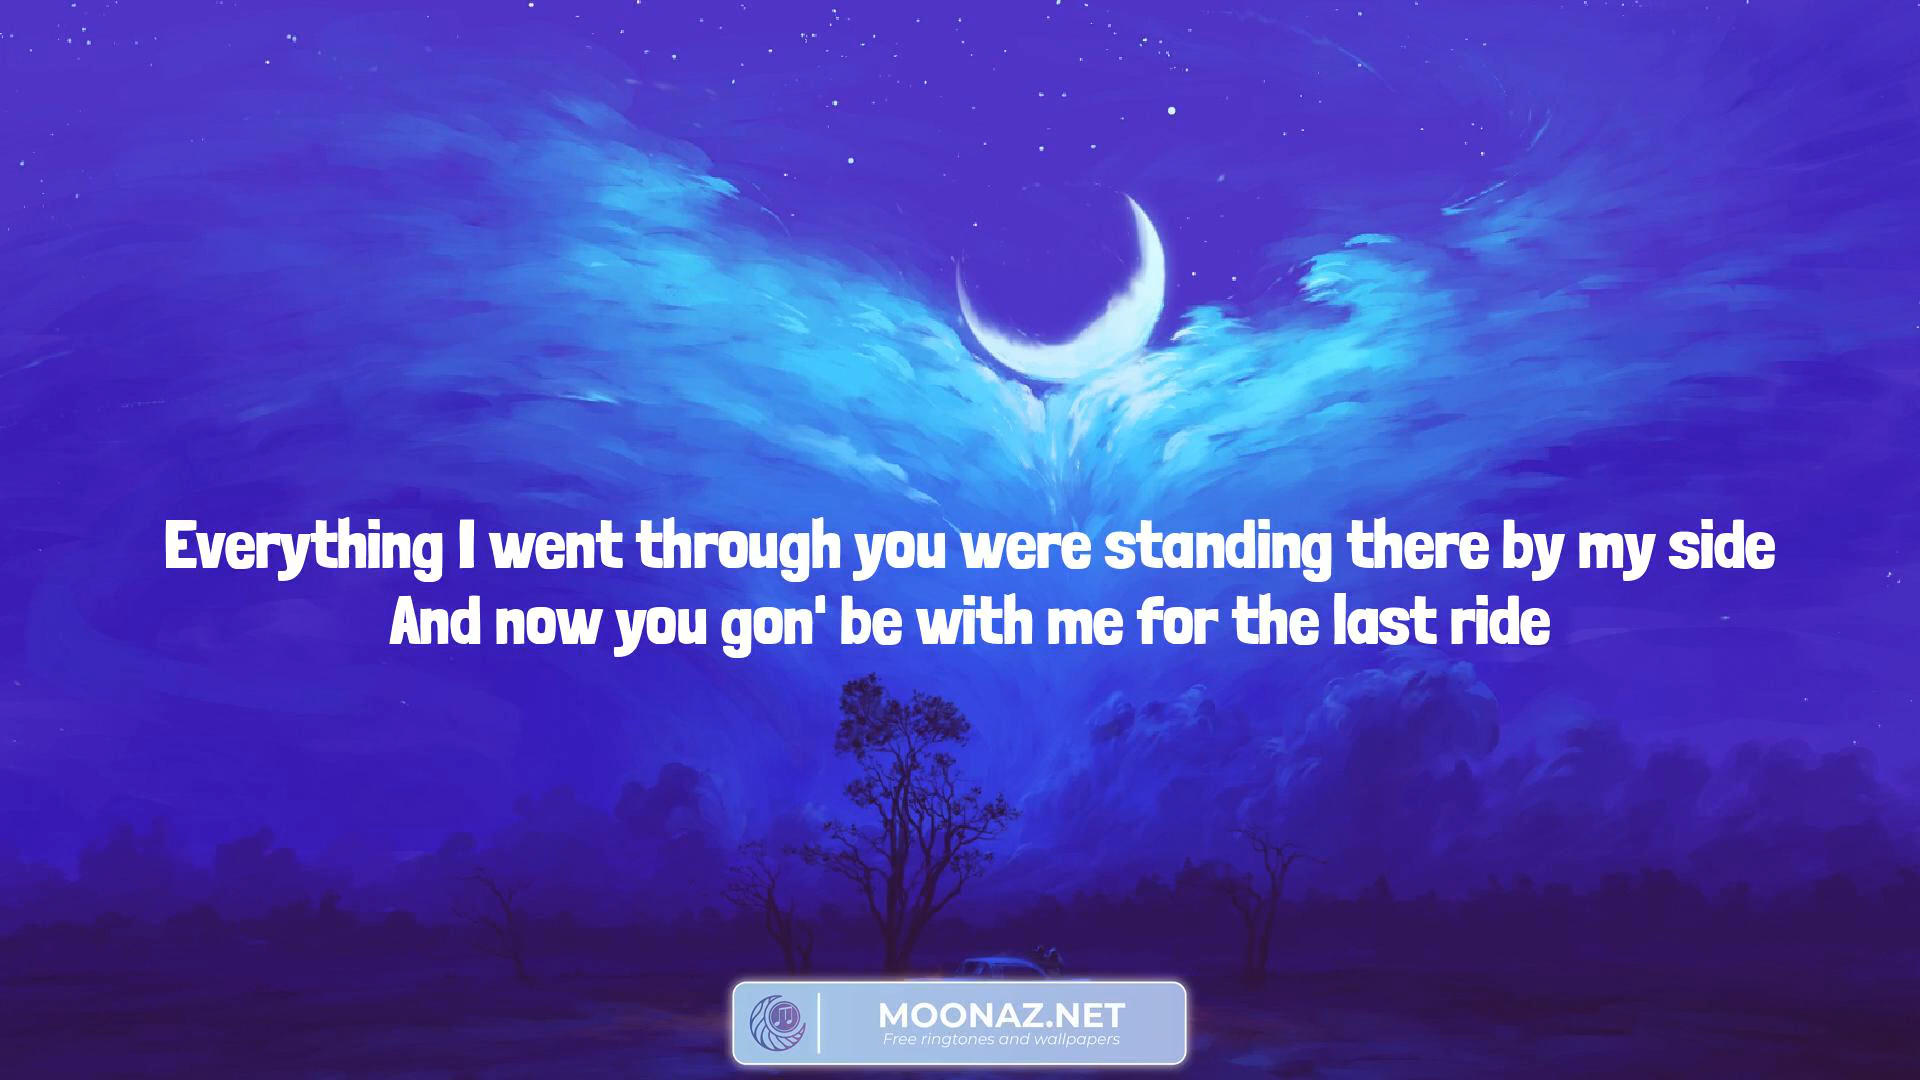 Everything I went through you were standing there by my side
And now you gon' be with me for the last ride
MOONAZ.NET
Free ringtones and wallpapers